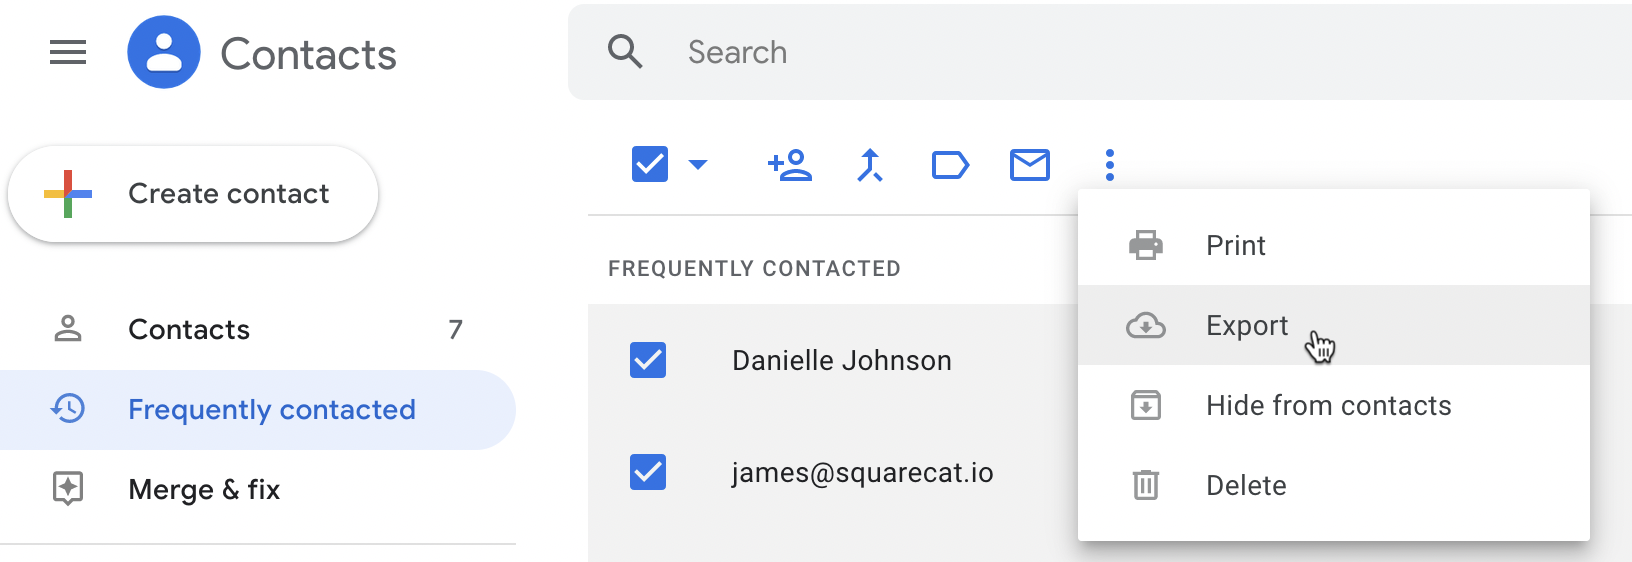 Contacts
Search
Create contact
Contacts 7
Frequently contacted
Merge & fix
FREQUENTLY CONTACTED
Danielle Johnson
james@squarecat.io
Print
Export
Hide from contacts
Delete